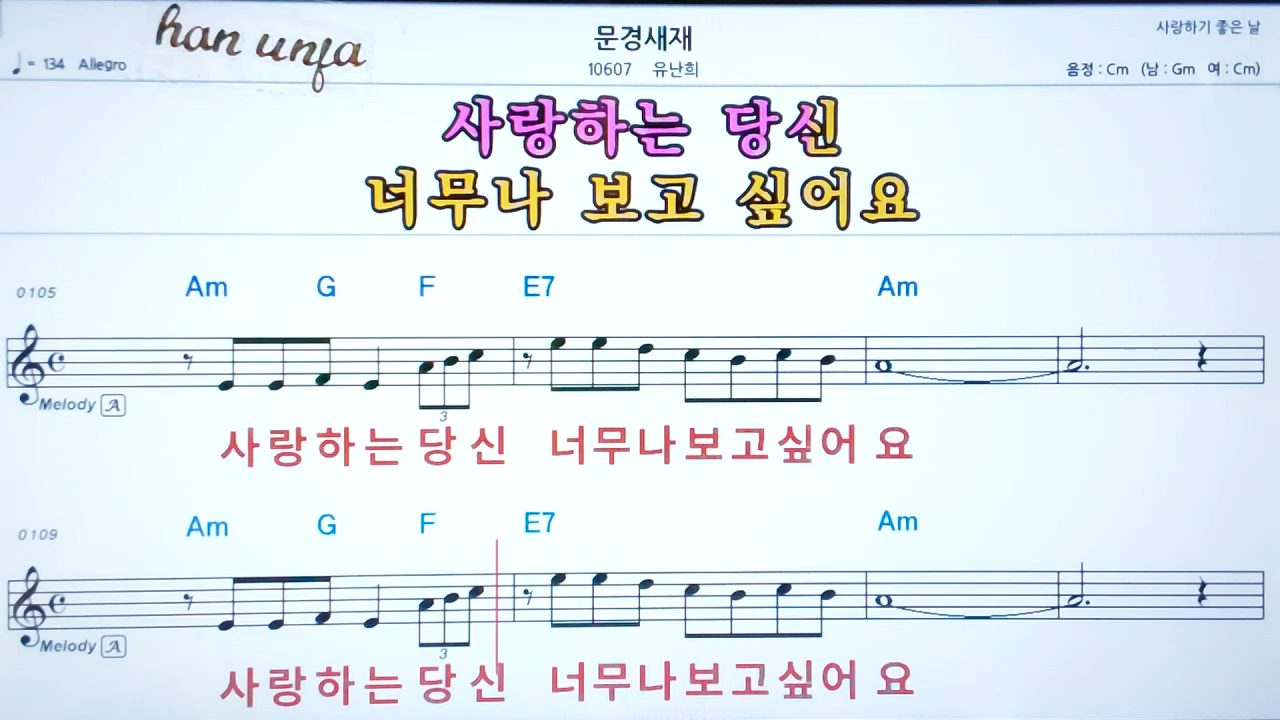 han unfa
문경새재
사랑하기 좋은 날
♩= 134 Allegro
10607 유난희
음정 : Cm (남 : Gm 여 : Cm)
사랑하는 당신
너무나 보고 싶어요
0105
Am G F E7 Am
3
Melody A
사랑하는 당신 너무나보고싶어 요
0109
Am G F E7 Am
3
Melody A
사랑하는 당신 너무나보고싶어 요